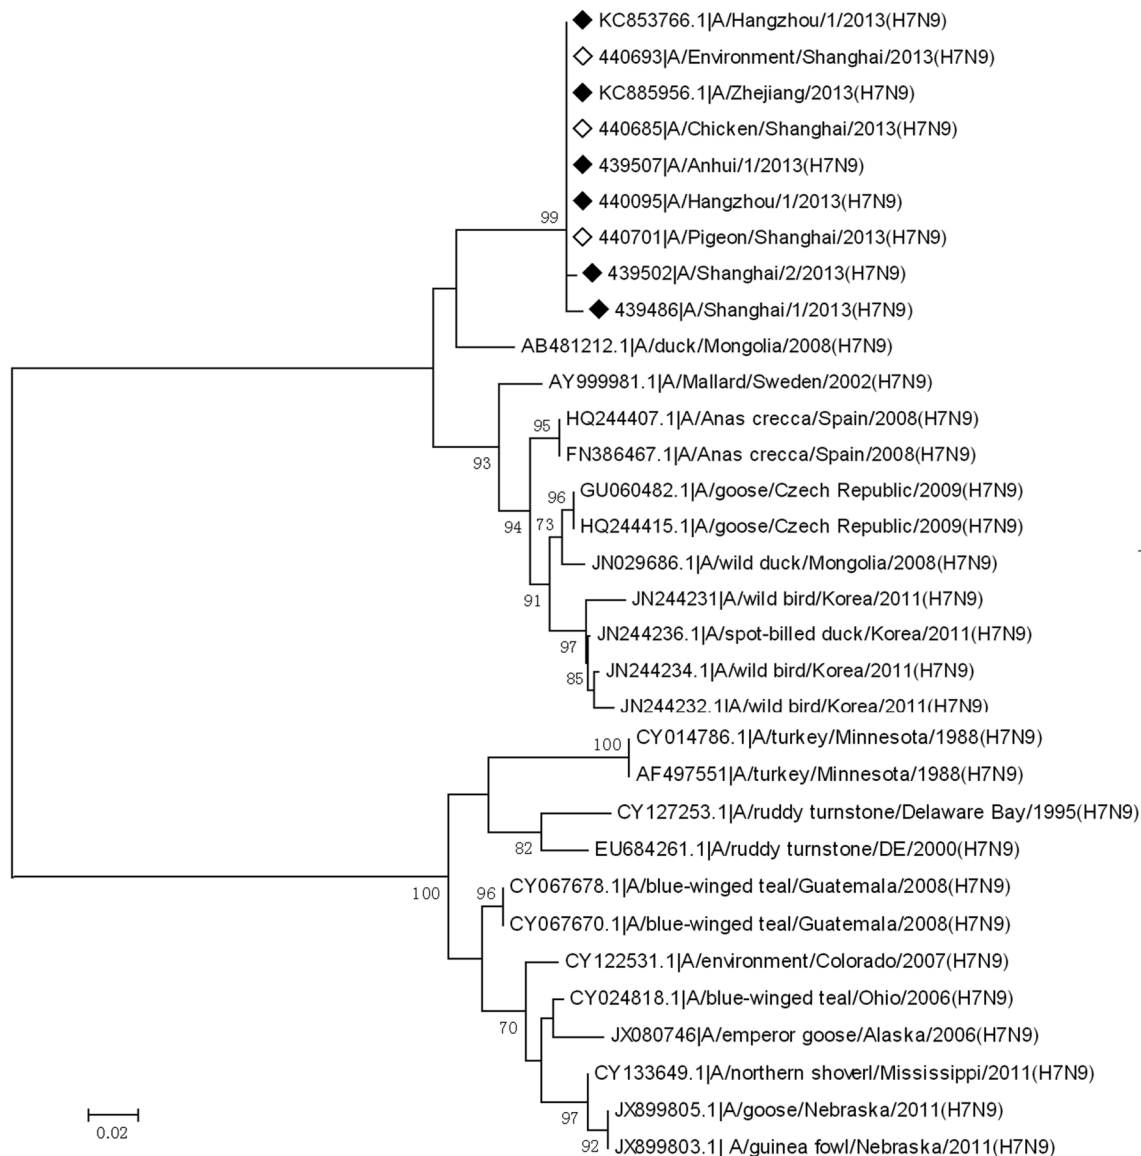 KC853766.1|A/Hangzhou/1/2013(H7N9)
440693|A/Environment/Shanghai/2013(H7N9)
KC885956.1|A/Zhejiang/2013(H7N9)
440685|A/Chicken/Shanghai/2013(H7N9)
439507|A/Anhui/1/2013(H7N9)
440095|A/Hangzhou/1/2013(H7N9)
99
440701|A/Pigeon/Shanghai/2013(H7N9)
439502|A/Shanghai/2/2013(H7N9)
439486|A/Shanghai/1/2013(H7N9)
AB481212.1|A/duck/Mongolia/2008(H7N9)
AY999981.1|A/Mallard/Sweden/2002(H7N9)
HQ244407.1|A/Anas crecca/Spain/2008(H7N9)
95
FN386467.1|A/Anas crecca/Spain/2008(H7N9)
93
GU060482.1|A/goose/Czech Republic/2009(H7N9)
96
HQ244415.1|A/goose/Czech Republic/2009(H7N9)
94
73
JN029686.1|A/wild duck/Mongolia/2008(H7N9)
JN244231|A/wild bird/Korea/2011(H7N9)
91
JN244236.1|A/spot-billed duck/Korea/2011(H7N9)
97
JN244234.1|A/wild bird/Korea/2011(H7N9)
85
JN244232.1|A/wild bird/Korea/2011(H7N9)
CY014786.1|A/turkey/Minnesota/1988(H7N9)
100
AF497551|A/turkey/Minnesota/1988(H7N9)
CY127253.1|A/ruddy turnstone/Delaware Bay/1995(H7N9)
82
EU684261.1|A/ruddy turnstone/DE/2000(H7N9)
CY067678.1|A/blue-winged teal/Guatemala/2008(H7N9)
100
96
CY067670.1|A/blue-winged teal/Guatemala/2008(H7N9)
CY122531.1|A/environment/Colorado/2007(H7N9)
CY024818.1|A/blue-winged teal/Ohio/2006(H7N9)
70
JX080746|A/emperor goose/Alaska/2006(H7N9)
CY133649.1|A/northern shoverl/Mississippi/2011(H7N9)
JX899805.1|A/goose/Nebraska/2011(H7N9)
97
0.02
92
JX899803.1| A/guinea fowl/Nebraska/2011(H7N9)